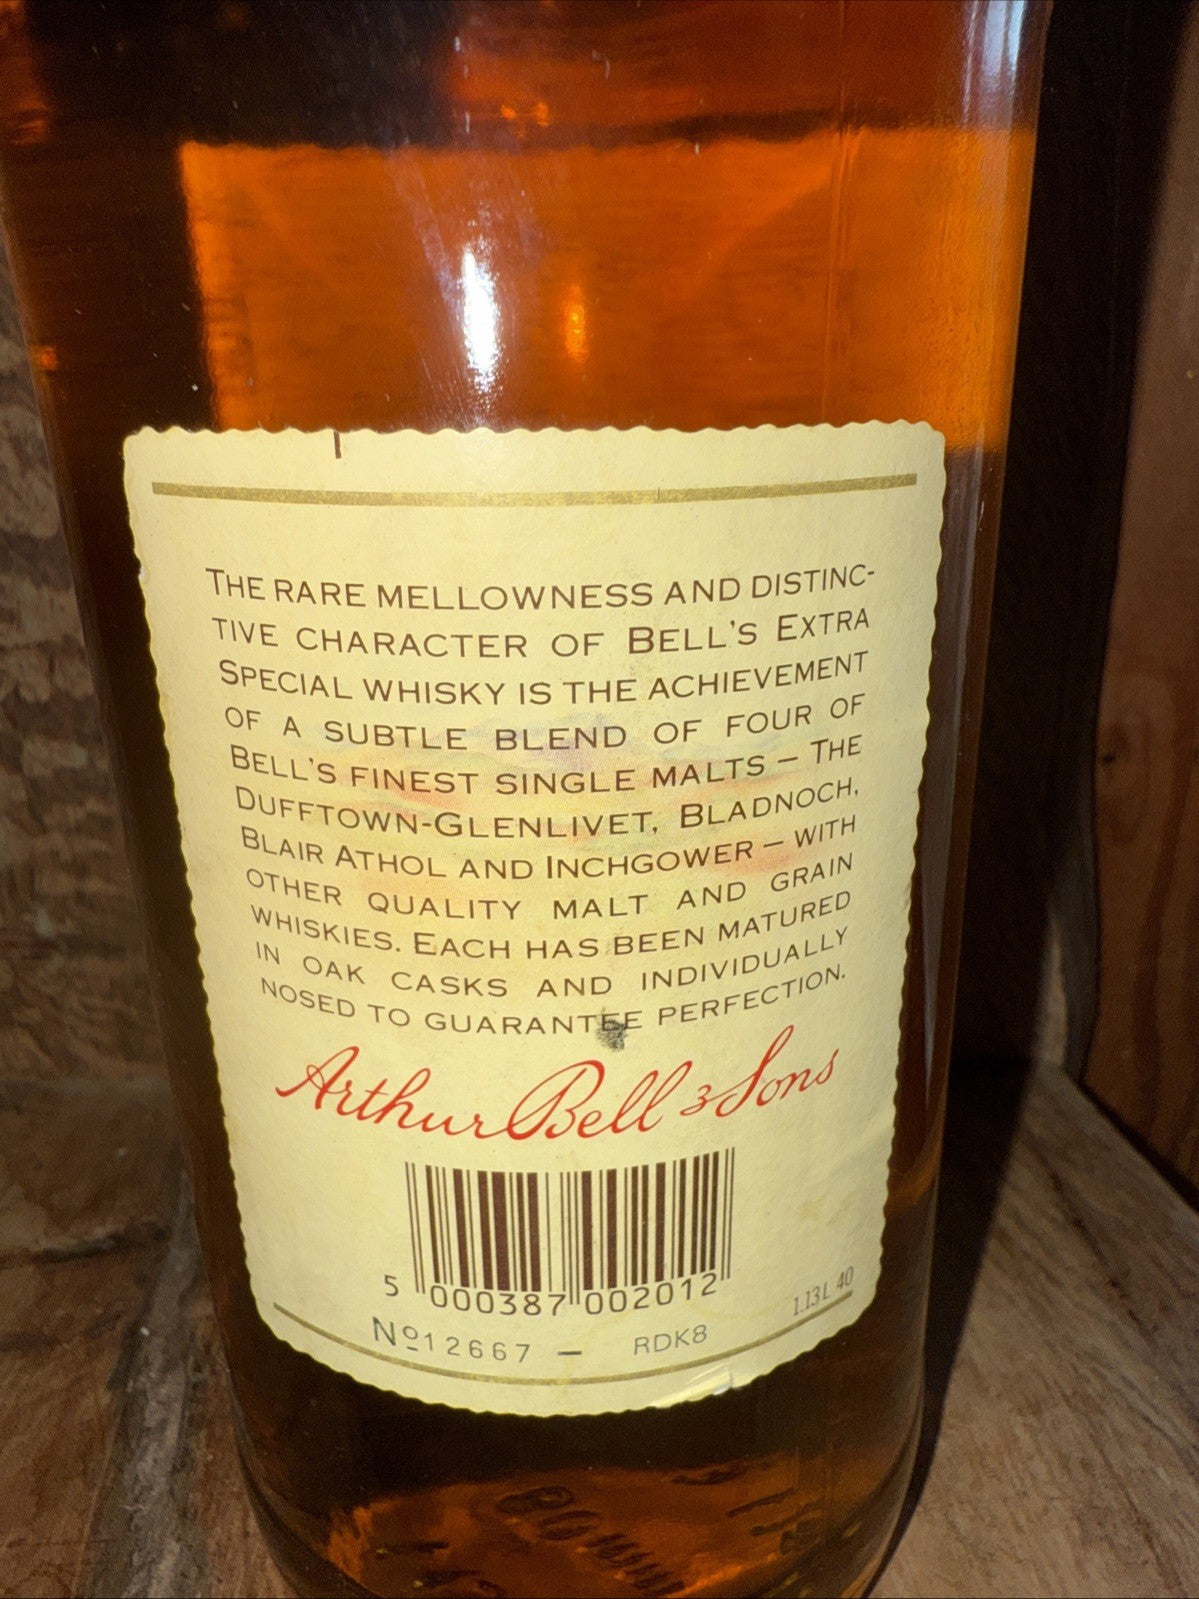 THE RARE MELLOWNESS AND DISTINC-
TIVE CHARACTER OF BELL'S EXTRA
SPECIAL WHISKY IS THE ACHIEVEMENT
OF A SUBTLE BLEND OF FOUR OF
BELL'S FINEST SINGLE MALTS – THE
DUFFTOWN-GLENLIVET, BLADNOCH,
BLAIR ATHOL AND INCHGOWER – WITH
OTHER QUALITY MALT AND GRAIN
WHISKIES. EACH HAS BEEN MATURED
IN OAK CASKS AND INDIVIDUALLY
NOSED TO GUARANTEE PERFECTION.
Arthur Bell & Sons
5 000387 002012
1.13L 40
Nº12667 – RDK8